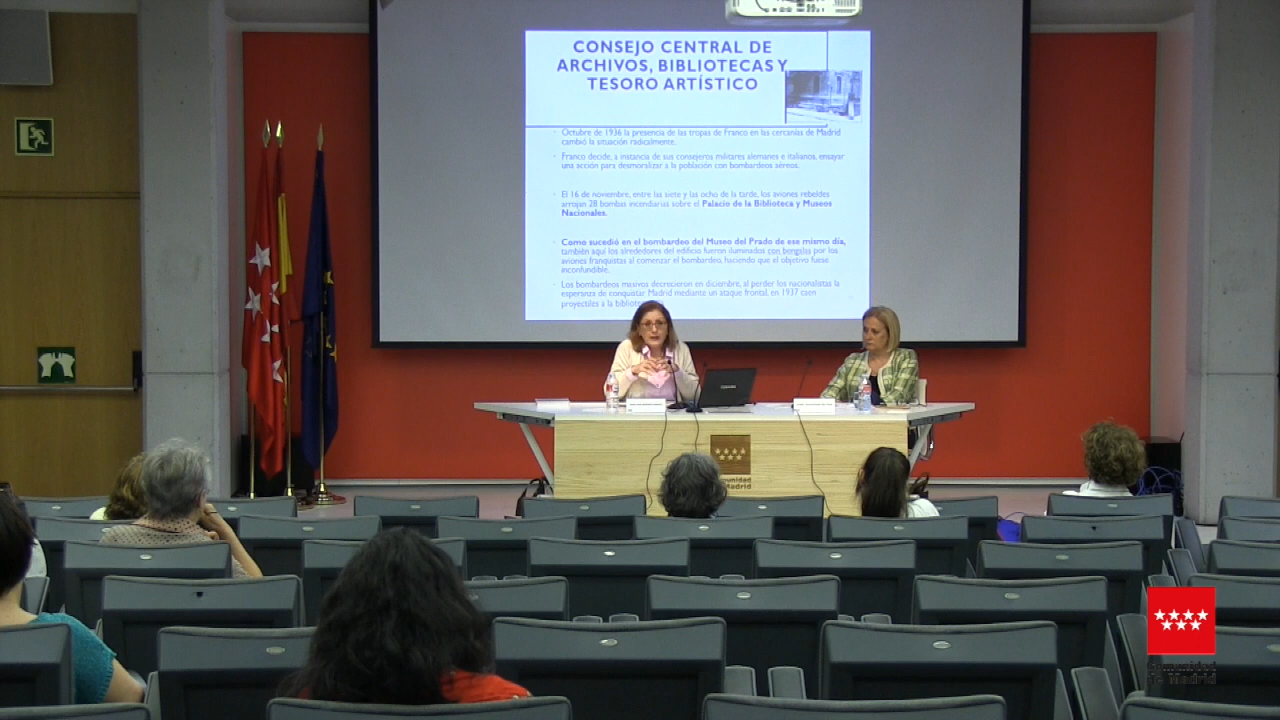 CONSEJO CENTRAL DE
ARCHIVOS, BIBLIOTECAS Y
TESORO ARTÍSTICO
Octubre de 1936 la presencia de las tropas de Franco en las cercanías de Madrid
cambió la situación radicalmente.
Franco decide, a instancia de sus consejeros militares alemanes e italianos, ensayar
una acción para desmoralizar a la población con bombardeos aéreos.
El 16 de noviembre, entre las siete y las ocho de la tarde, los aviones rebeldes
arrojan 28 bombas incendiarias sobre el Palacio de la Biblioteca y Museos
Nacionales.
Como sucedió en el bombardeo del Museo del Prado de ese mismo día,
también aquí los alrededores del edificio fueron iluminados con bengalas por los
aviones franquistas al comenzar el bombardeo, haciendo que el objetivo fuese
inconfundible.
Los bombardeos masivos decrecieron en diciembre, al perder los nacionalistas la
esperanza de conquistar Madrid mediante un ataque frontal, en 1937 caen
proyectiles a la
Comunidad
de Madrid
Comunidad
de Madrid